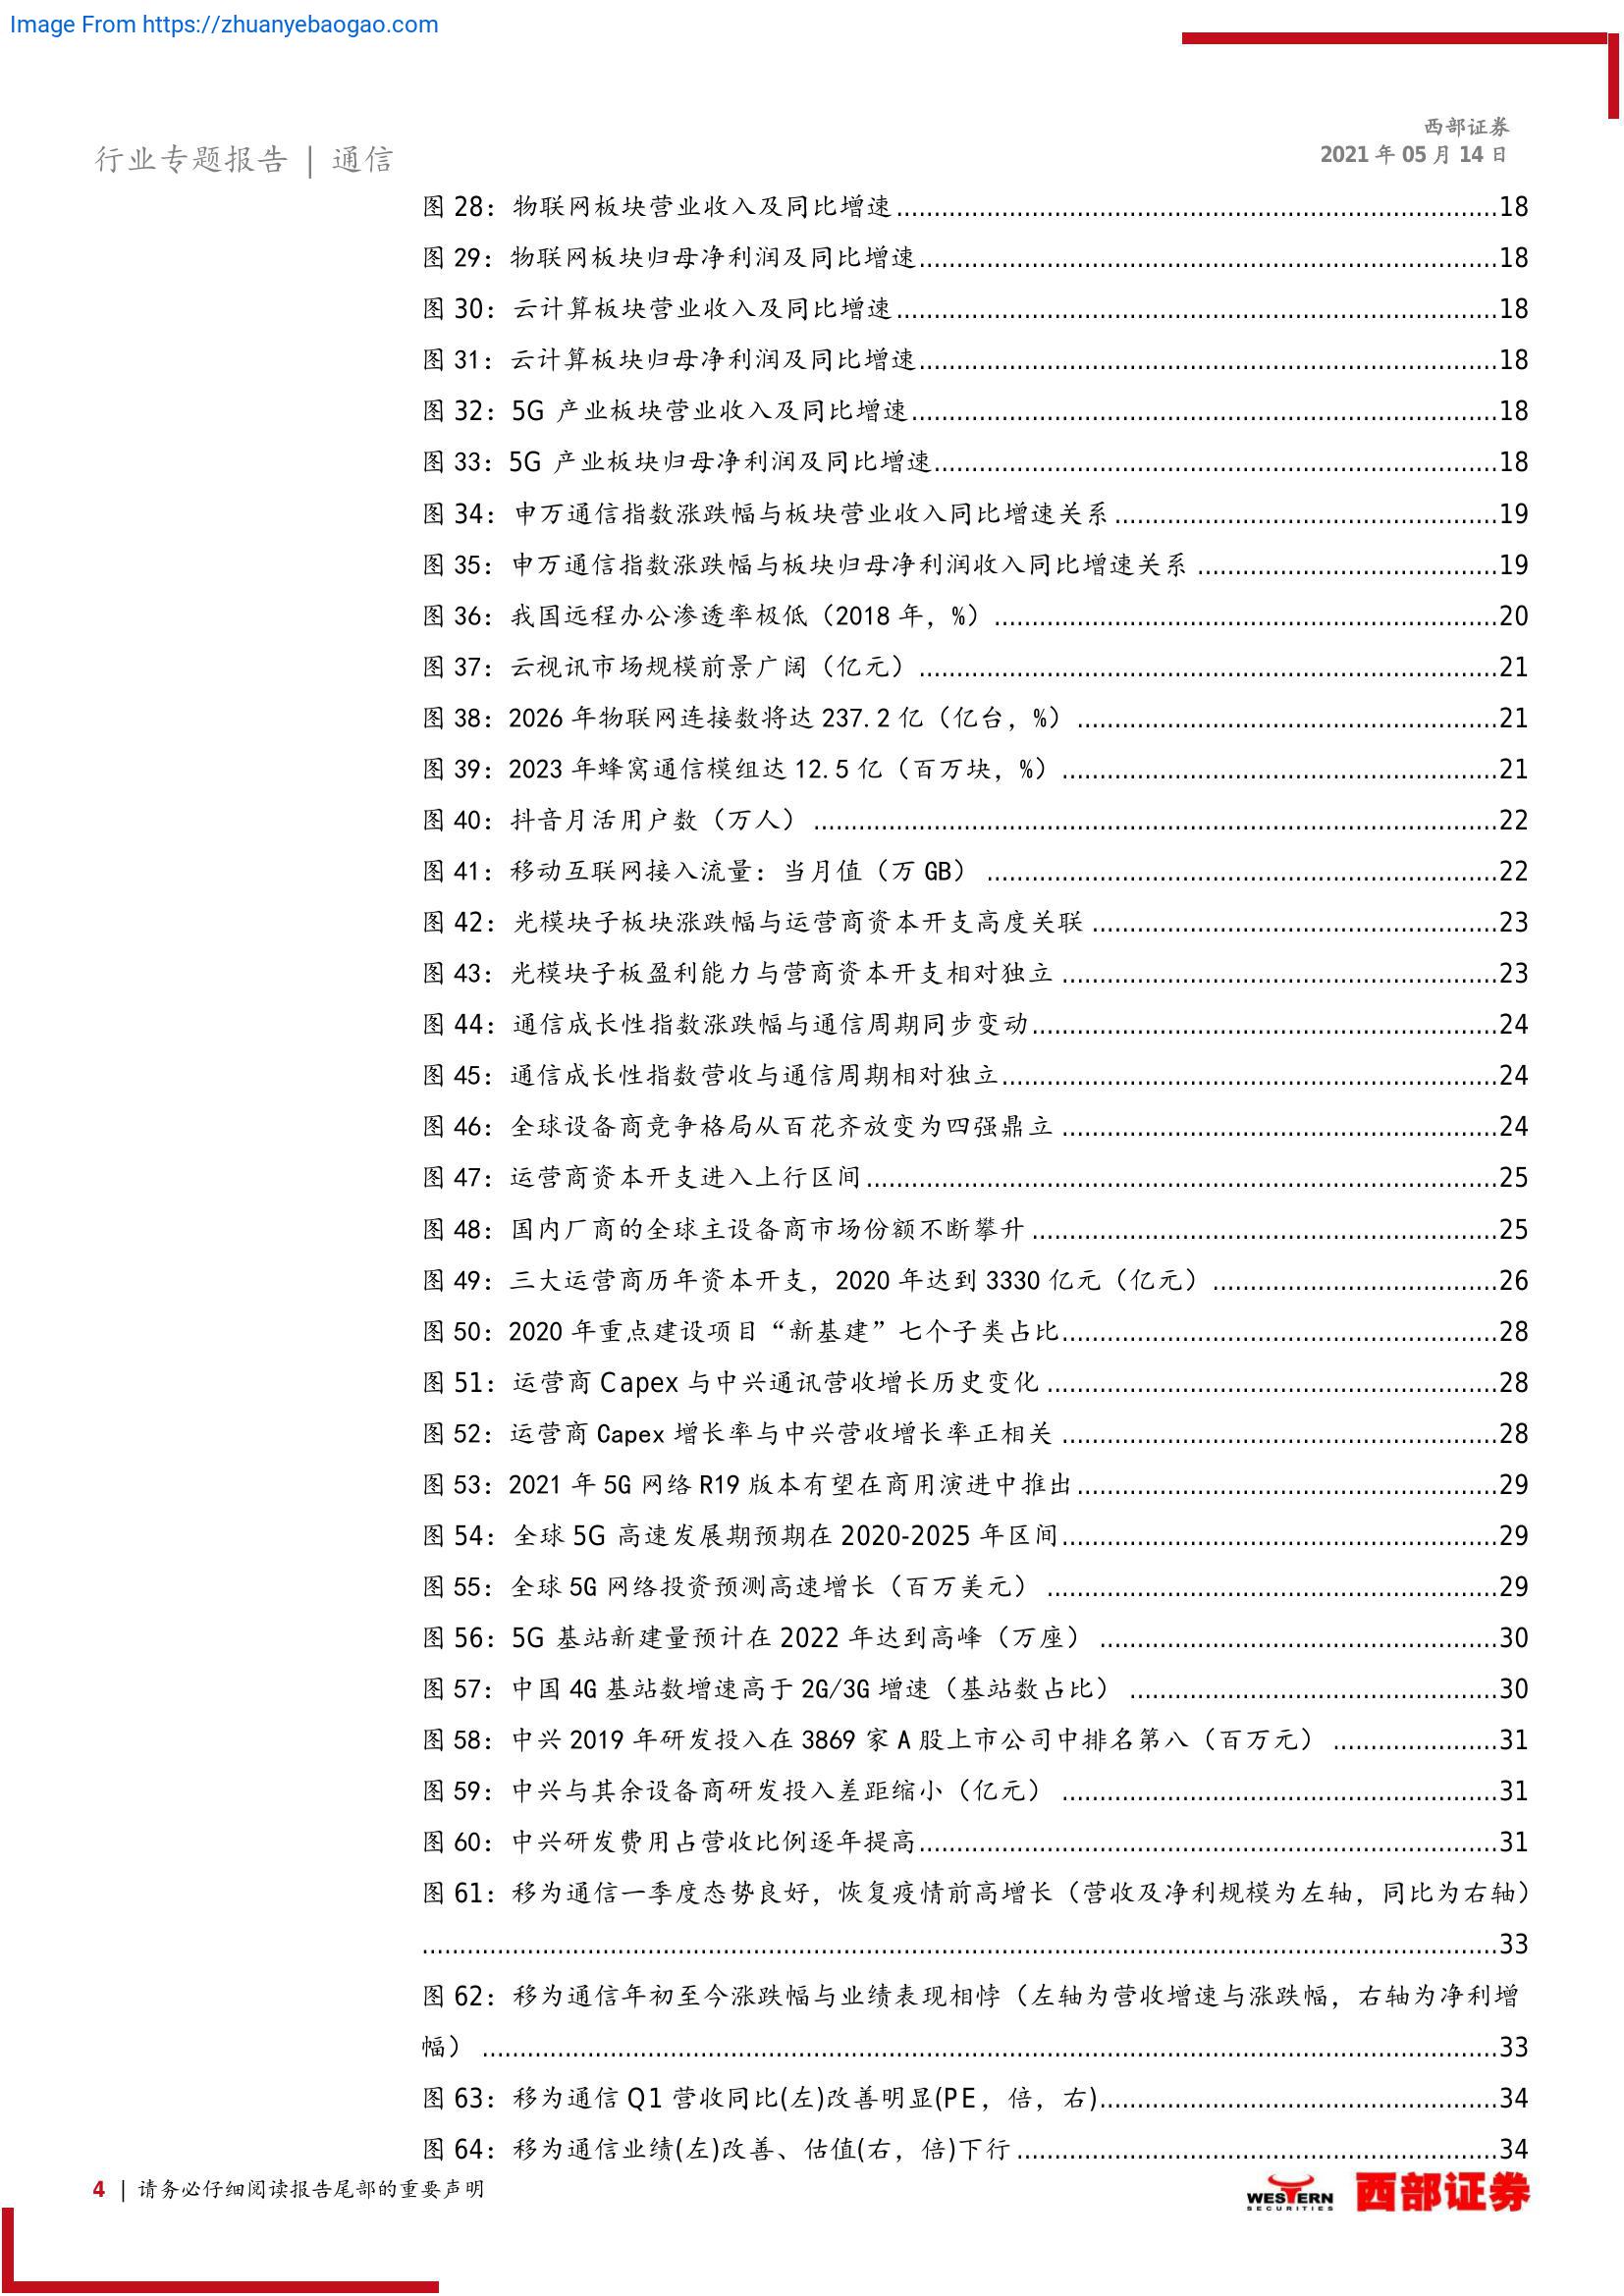 Image From https://zhuanyebaogao.com
西部证券
行业专题报告 | 通信
2021 年 05 月 14 日
图 28：物联网板块营业收入及同比增速................18
图 29：物联网板块归母净利润及同比增速................18
图 30：云计算板块营业收入及同比增速................18
图 31：云计算板块归母净利润及同比增速................18
图 32：5G 产业板块营业收入及同比增速................18
图 33：5G 产业板块归母净利润及同比增速................18
图 34：申万通信指数涨跌幅与板块营业收入同比增速关系................19
图 35：申万通信指数涨跌幅与板块归母净利润收入同比增速关系................19
图 36：我国远程办公渗透率极低（2018 年，%）................20
图 37：云视讯市场规模前景广阔（亿元）................21
图 38：2026 年物联网连接数将达 237.2 亿（亿台，%）................21
图 39：2023 年蜂窝通信模组达 12.5 亿（百万块，%）................21
图 40：抖音月活用户数（万人）................22
图 41：移动互联网接入流量：当月值（万 GB）................22
图 42：光模块子板块涨跌幅与运营商资本开支高度关联................23
图 43：光模块子板盈利能力与营商资本开支相对独立................23
图 44：通信成长性指数涨跌幅与通信周期同步变动................24
图 45：通信成长性指数营收与通信周期相对独立................24
图 46：全球设备商竞争格局从百花齐放变为四强鼎立................24
图 47：运营商资本开支进入上行区间................25
图 48：国内厂商的全球主设备商市场份额不断攀升................25
图 49：三大运营商历年资本开支，2020 年达到 3330 亿元（亿元）................26
图 50：2020 年重点建设项目“新基建”七个子类占比................28
图 51：运营商 Capex 与中兴通讯营收增长历史变化................28
图 52：运营商 Capex 增长率与中兴营收增长率正相关................28
图 53：2021 年 5G 网络 R19 版本有望在商用演进中推出................29
图 54：全球 5G 高速发展期预期在 2020-2025 年区间................29
图 55：全球 5G 网络投资预测高速增长（百万美元）................29
图 56：5G 基站新建量预计在 2022 年达到高峰（万座）................30
图 57：中国 4G 基站数增速高于 2G/3G 增速（基站数占比）................30
图 58：中兴 2019 年研发投入在 3869 家 A 股上市公司中排名第八（百万元）................31
图 59：中兴与其余设备商研发投入差距缩小（亿元）................31
图 60：中兴研发费用占营收比例逐年提高................31
图 61：移为通信一季度态势良好，恢复疫情前高增长（营收及净利规模为左轴，同比为右轴）
................33
图 62：移为通信年初至今涨跌幅与业绩表现相悖（左轴为营收增速与涨跌幅，右轴为净利增
幅）................33
图 63：移为通信 Q1 营收同比(左)改善明显(PE，倍，右)................34
图 64：移为通信业绩(左)改善、估值(右，倍)下行................34
4 | 请务必仔细阅读报告尾部的重要声明
WESTERN
SECURITIES
西部证券